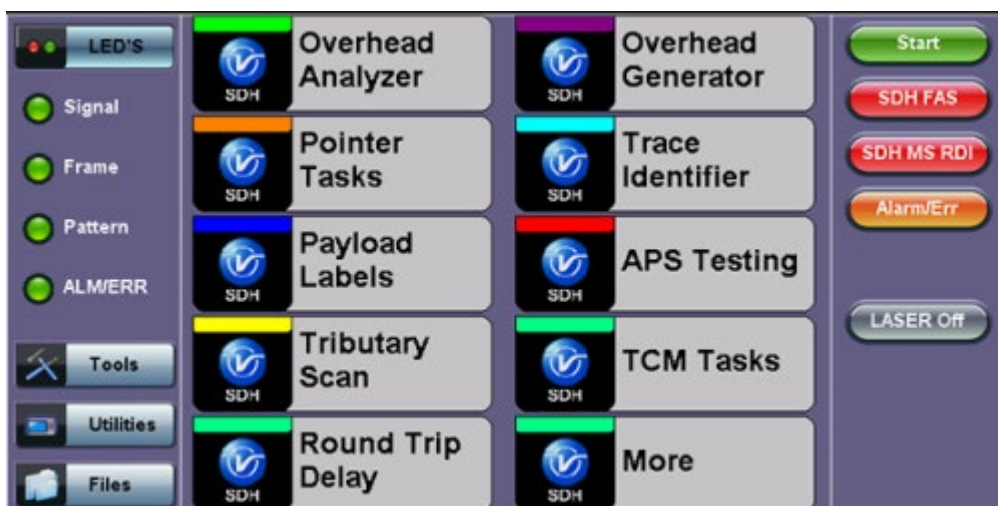 LED'S
Signal
Frame
Pattern
ALM/ERR
Tools
Utilities
Files
SDH
Overhead
Analyzer
SDH
Overhead
Generator
SDH
Pointer
Tasks
SDH
Trace
Identifier
SDH
Payload
Labels
SDH
APS Testing
SDH
Tributary
Scan
SDH
TCM Tasks
SDH
Round Trip
Delay
SDH
More
Start
SDH FAS
SDH MS RDI
Alarm/Err
LASER Off